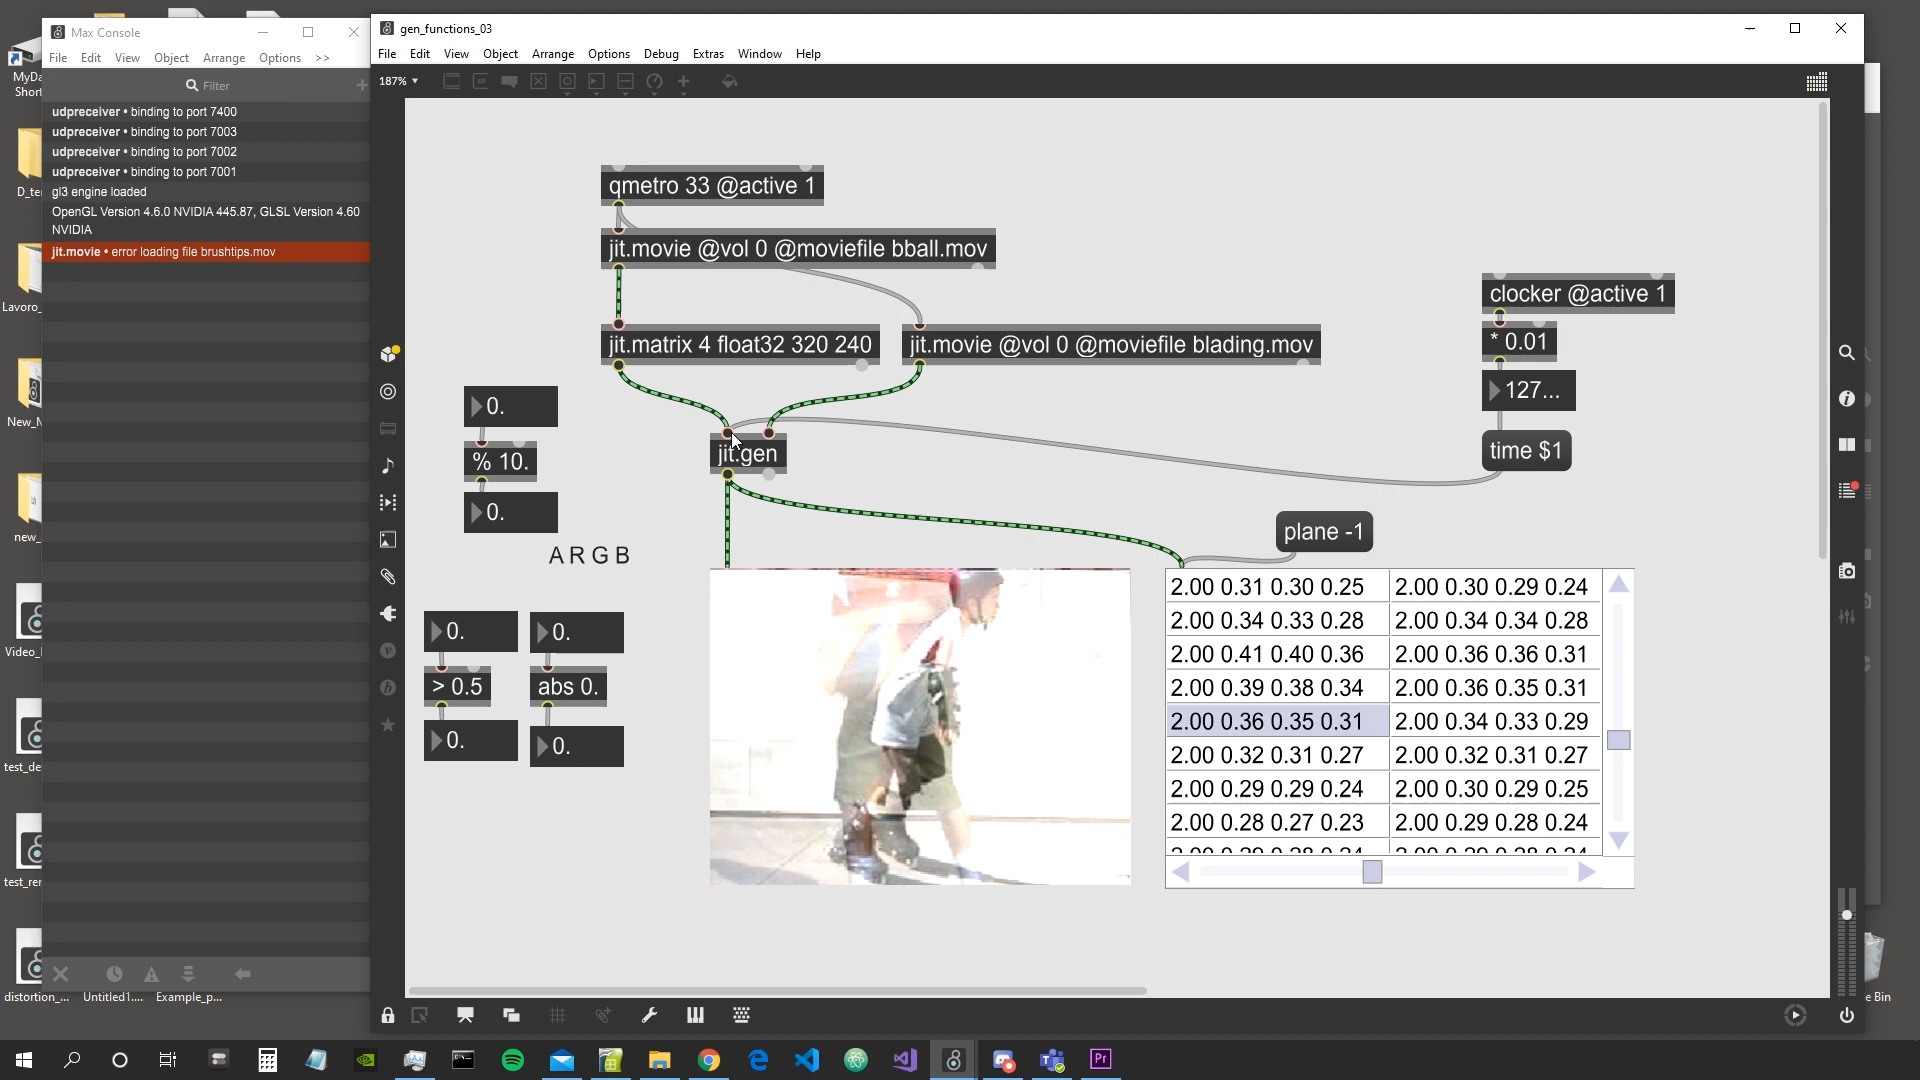 Max Console
File Edit View Object Arrange Options >>
Filter
udpreceiver • binding to port 7400
udpreceiver • binding to port 7003
udpreceiver • binding to port 7002
udpreceiver • binding to port 7001
gl3 engine loaded
OpenGL Version 4.6.0 NVIDIA 445.87, GLSL Version 4.60
NVIDIA
jit.movie • error loading file brushtips.mov
gen_functions_03
File Edit View Object Arrange Options Debug Extras Window Help
187%
qmetro 33 @active 1
jit.movie @vol 0 @moviefile bball.mov
jit.matrix 4 float32 320 240
jit.movie @vol 0 @moviefile blading.mov
clocker @active 1
* 0.01
127...
time $1
0.
% 10.
0.
jit.gen
A R G B
plane -1
0.
> 0.5
0.
0.
abs 0.
0.
2.00 0.31 0.30 0.25 2.00 0.30 0.29 0.24
2.00 0.34 0.33 0.28 2.00 0.34 0.34 0.28
2.00 0.41 0.40 0.36 2.00 0.36 0.36 0.31
2.00 0.39 0.38 0.34 2.00 0.36 0.35 0.31
2.00 0.36 0.35 0.31 2.00 0.34 0.33 0.29
2.00 0.32 0.31 0.27 2.00 0.32 0.31 0.27
2.00 0.29 0.29 0.24 2.00 0.30 0.29 0.25
2.00 0.28 0.27 0.23 2.00 0.29 0.28 0.24
MyDa
Short
D_te
Lavoro_
New_N
new_
Video_
test_de
test_rer
distortion_...
Untitled1....
Example_p...
e Bin
Pr